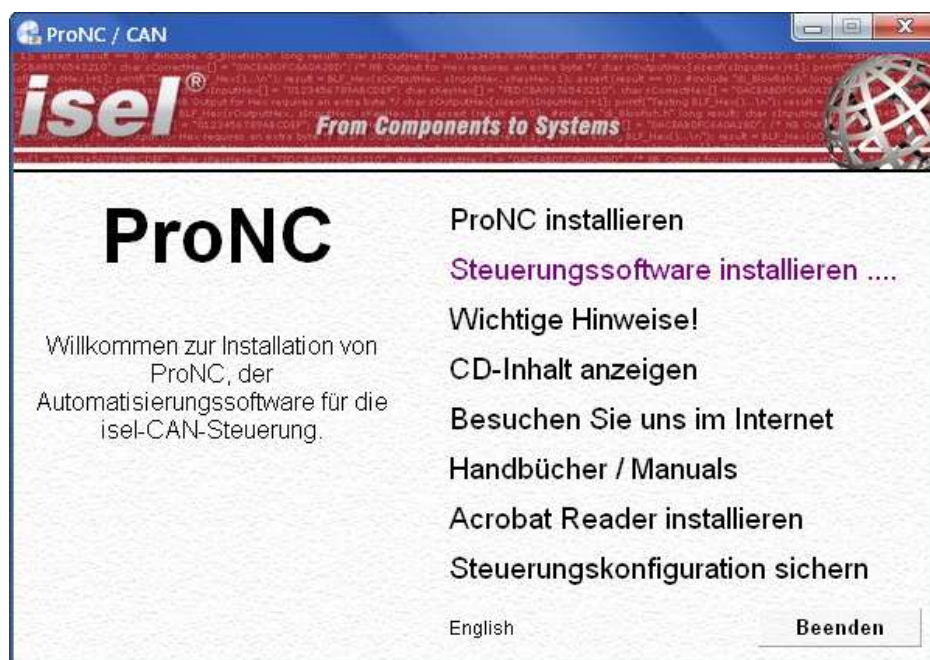 ProNC / CAN
isel®
From Components to Systems
ProNC
Willkommen zur Installation von
ProNC, der
Automatisierungssoftware für die
isel-CAN-Steuerung.
ProNC installieren
Steuerungssoftware installieren ....
Wichtige Hinweise!
CD-Inhalt anzeigen
Besuchen Sie uns im Internet
Handbücher / Manuals
Acrobat Reader installieren
Steuerungskonfiguration sichern
English
Beenden